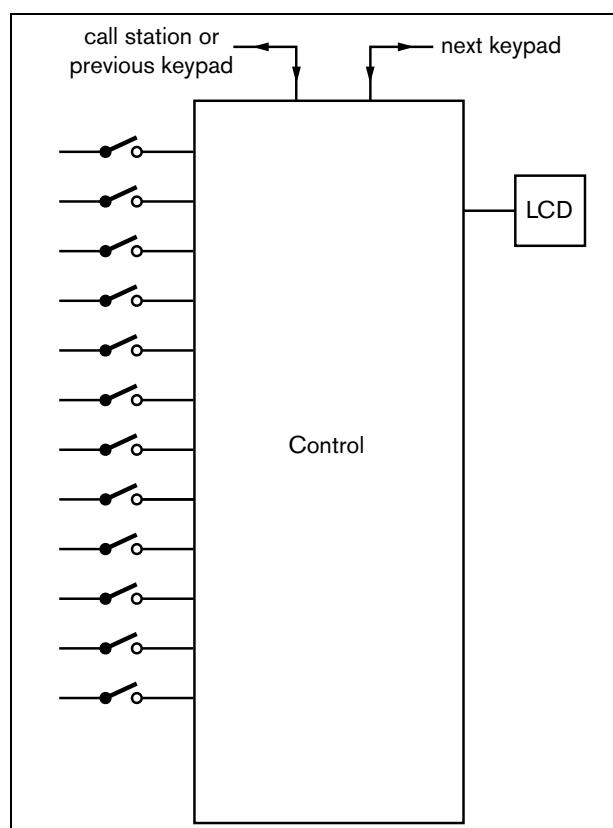 call station or
previous keypad
next keypad
LCD
Control